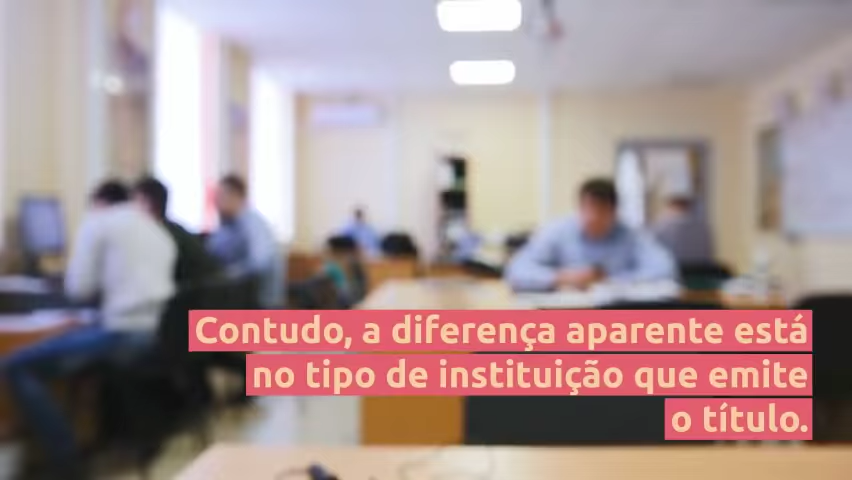 Contudo, a diferença aparente está
no tipo de instituição que emite
o título.